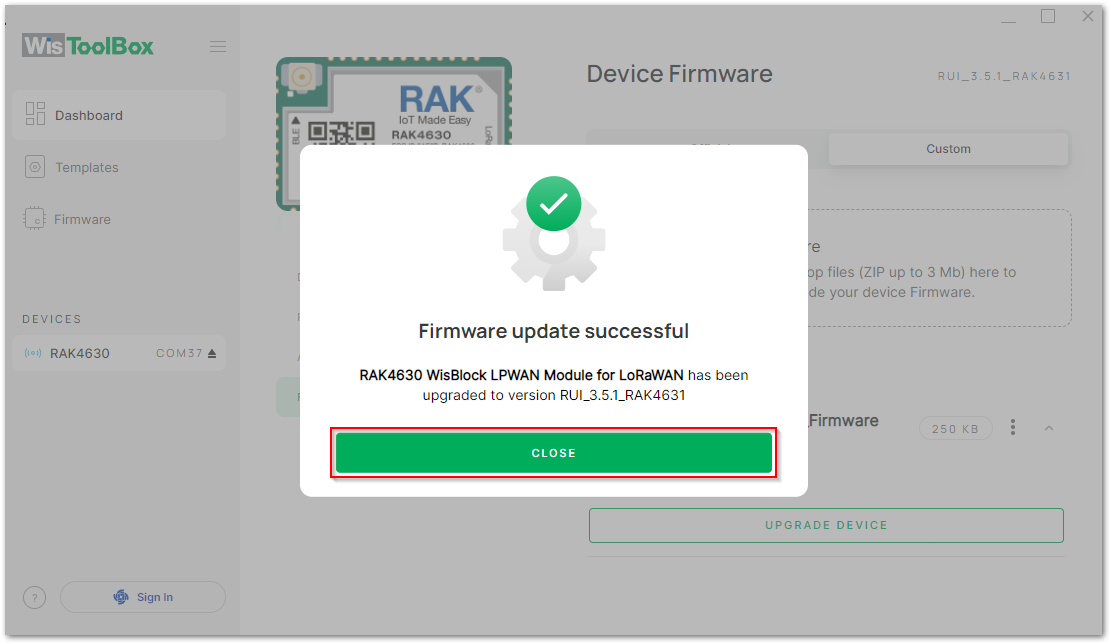 WisToolBox
Dashboard
Templates
Firmware
DEVICES
RAK4630 COM37
? Sign In
RAK®
IoT Made Easy
RAK4630
BLE
Device Firmware
RUI_3.5.1_RAK4631
Custom
re
op files (ZIP up to 3 Mb) here to
de your device Firmware.
Firmware update successful
RAK4630 WisBlock LPWAN Module for LoRaWAN has been
upgraded to version RUI_3.5.1_RAK4631
CLOSE
_Firmware
250 KB
UPGRADE DEVICE